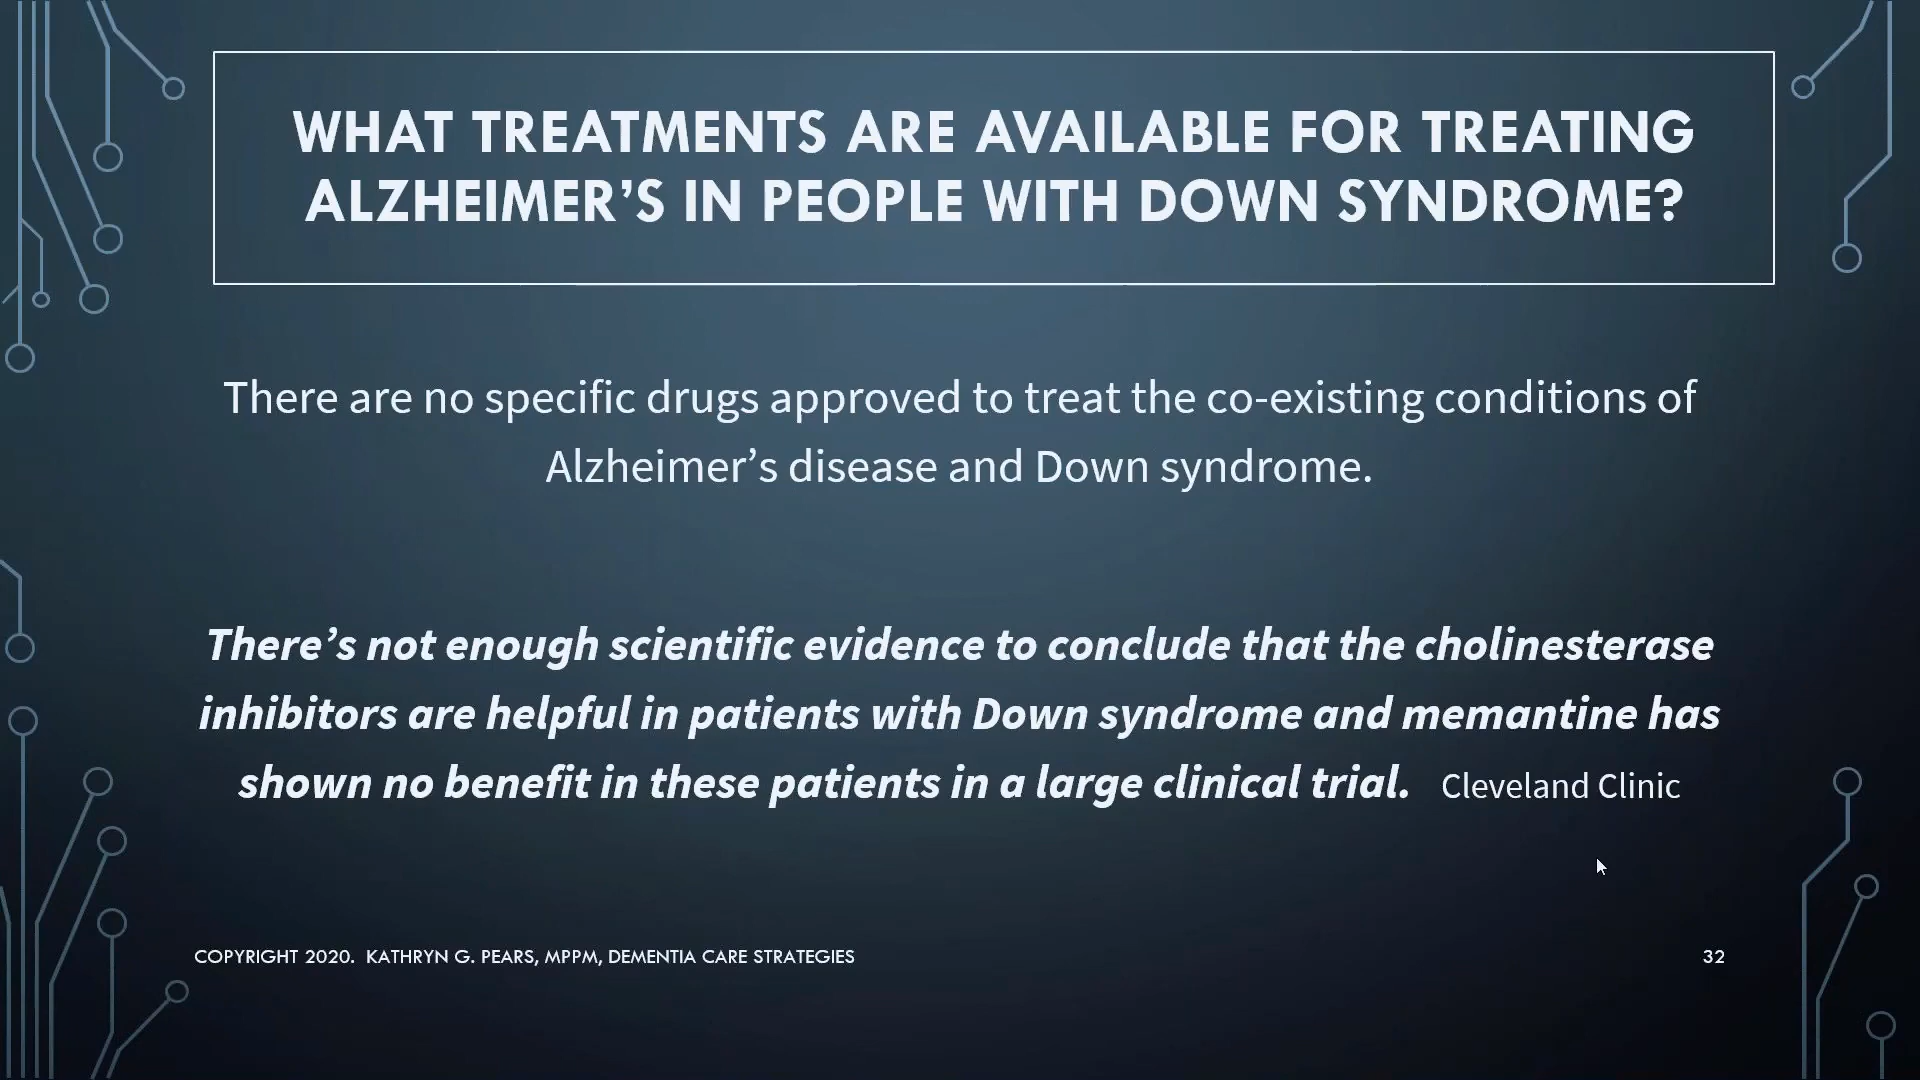 WHAT TREATMENTS ARE AVAILABLE FOR TREATING
ALZHEIMER’S IN PEOPLE WITH DOWN SYNDROME?
There are no specific drugs approved to treat the co-existing conditions of
Alzheimer’s disease and Down syndrome.
There’s not enough scientific evidence to conclude that the cholinesterase
inhibitors are helpful in patients with Down syndrome and memantine has
shown no benefit in these patients in a large clinical trial. Cleveland Clinic
COPYRIGHT 2020. KATHRYN G. PEARS, MPPM, DEMENTIA CARE STRATEGIES
32